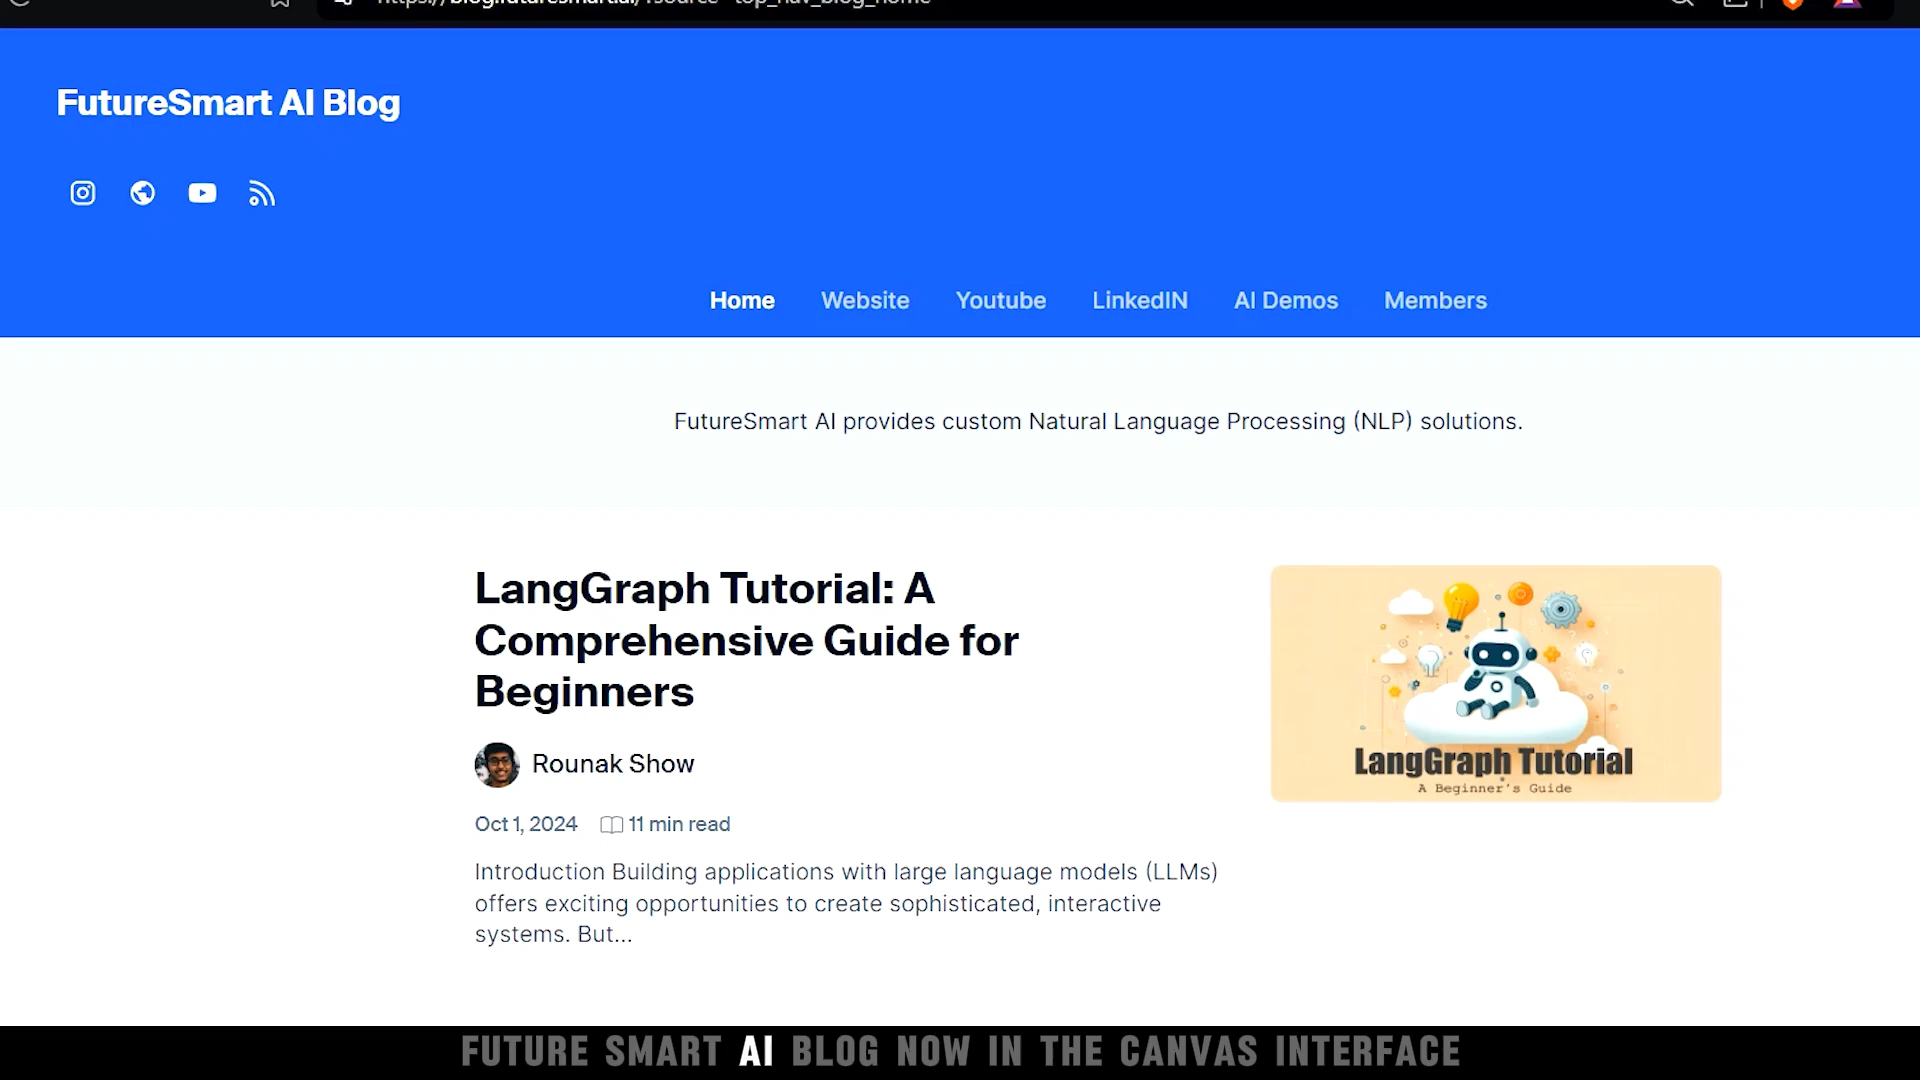 FutureSmart AI Blog
Home Website Youtube LinkedIN AI Demos Members
FutureSmart AI provides custom Natural Language Processing (NLP) solutions.
LangGraph Tutorial: A
Comprehensive Guide for
Beginners
Rounak Show
Oct 1, 2024 11 min read
Introduction Building applications with large language models (LLMs)
offers exciting opportunities to create sophisticated, interactive
systems. But...
LangGraph Tutorial
A Beginner's Guide
FUTURE SMART AI BLOG NOW IN THE CANVAS INTERFACE